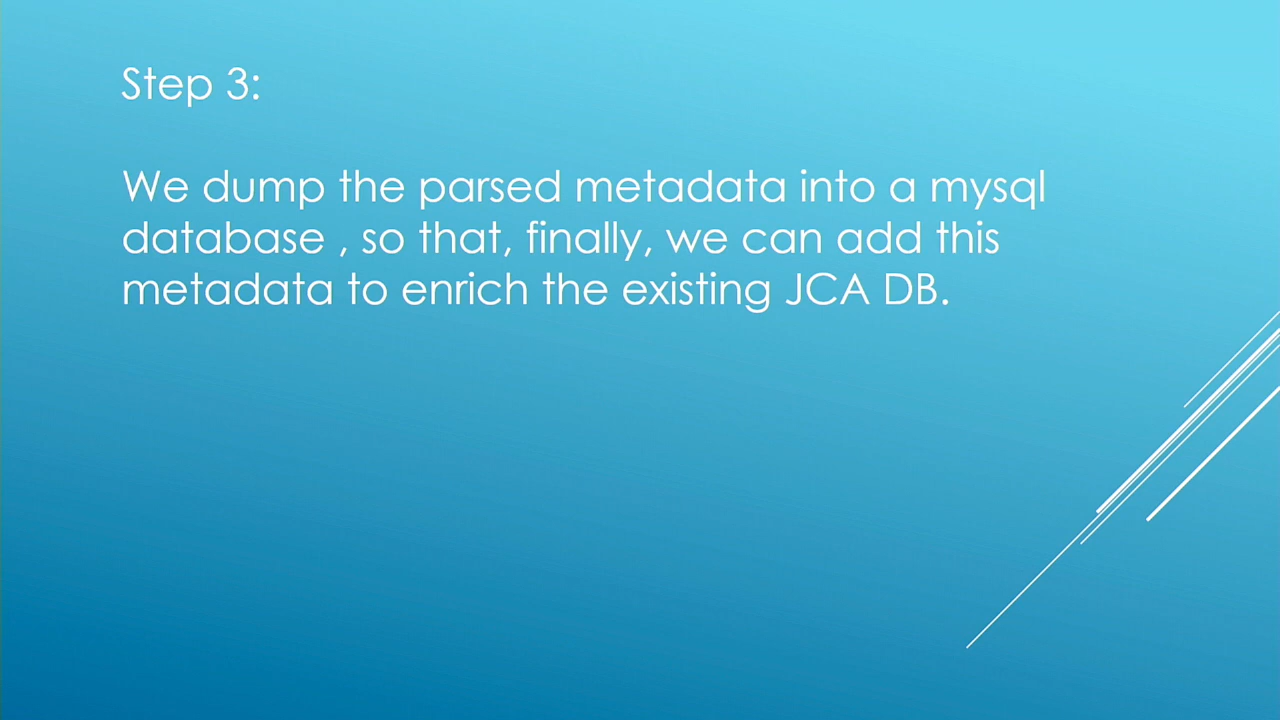 Step 3:
We dump the parsed metadata into a mysql
database , so that, finally, we can add this
metadata to enrich the existing JCA DB.